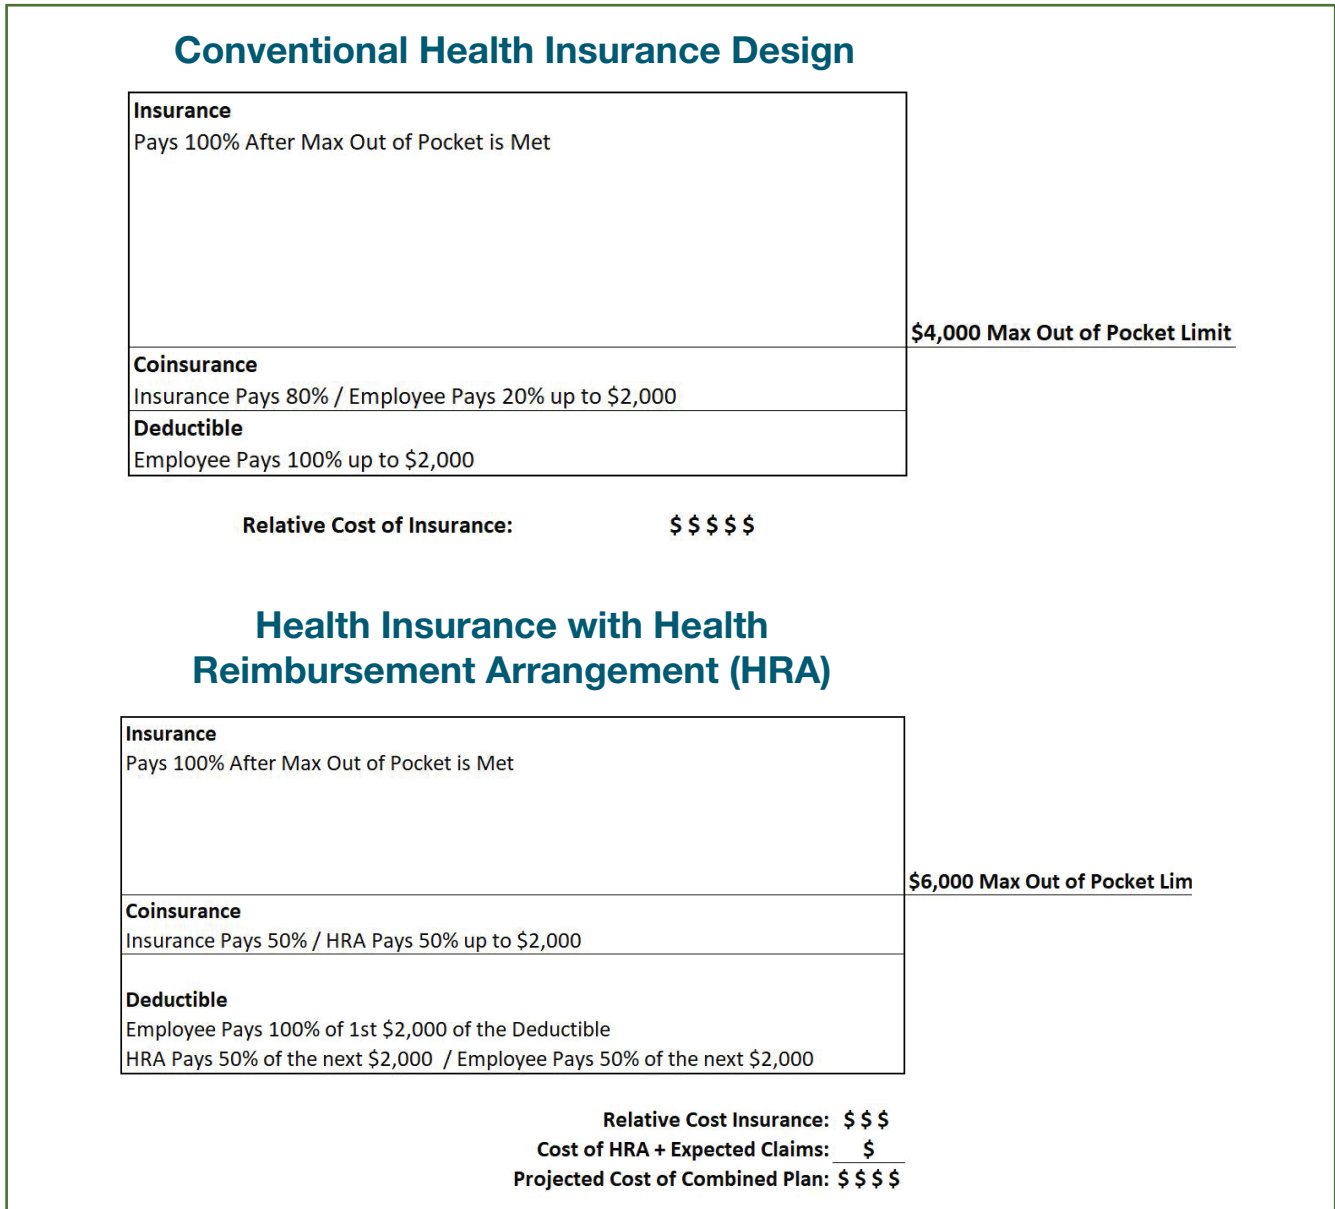 Conventional Health Insurance Design
Insurance
Pays 100% After Max Out of Pocket is Met
$4,000 Max Out of Pocket Limit
Coinsurance
Insurance Pays 80% / Employee Pays 20% up to $2,000
Deductible
Employee Pays 100% up to $2,000
Relative Cost of Insurance: $ $ $ $ $
Health Insurance with Health
Reimbursement Arrangement (HRA)
Insurance
Pays 100% After Max Out of Pocket is Met
$6,000 Max Out of Pocket Lim
Coinsurance
Insurance Pays 50% / HRA Pays 50% up to $2,000
Deductible
Employee Pays 100% of 1st $2,000 of the Deductible
HRA Pays 50% of the next $2,000 / Employee Pays 50% of the next $2,000
Relative Cost Insurance: $ $ $
Cost of HRA + Expected Claims: $
Projected Cost of Combined Plan: $ $ $ $